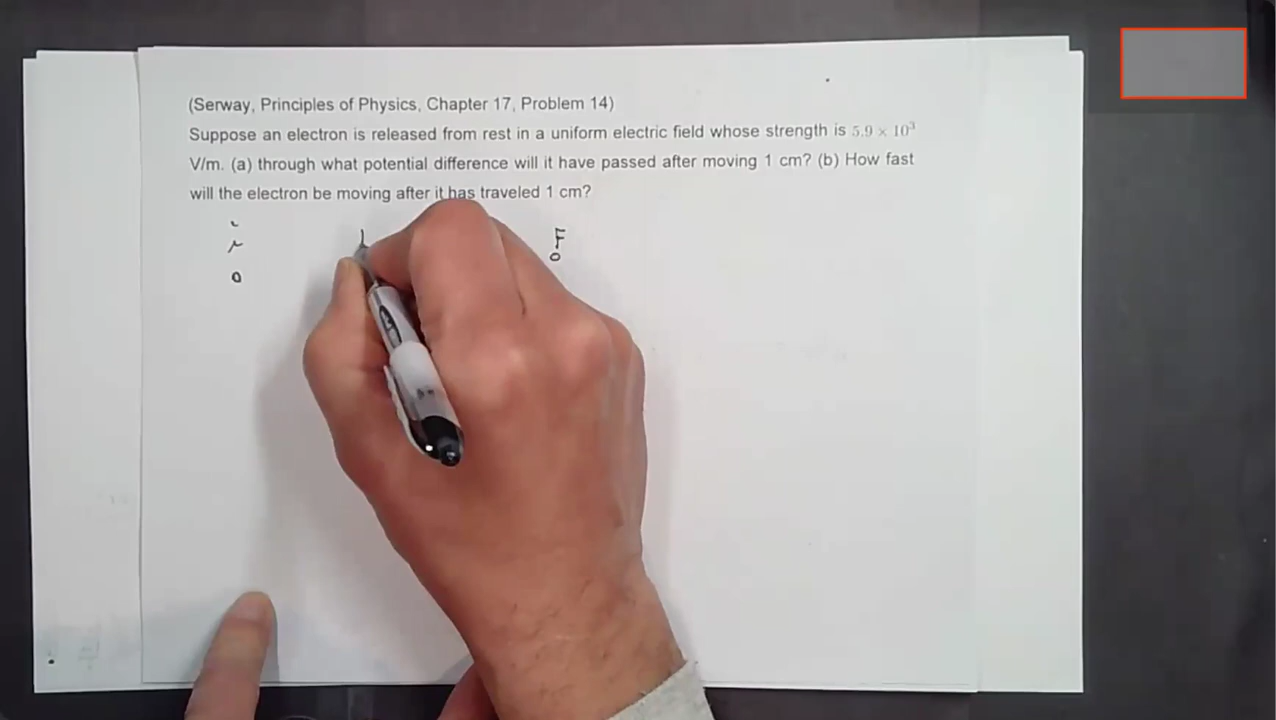 (Serway, Principles of Physics, Chapter 17, Problem 14)
Suppose an electron is released from rest in a uniform electric field whose strength is 5.9 × 10³
V/m. (a) through what potential difference will it have passed after moving 1 cm? (b) How fast
will the electron be moving after it has traveled 1 cm?
F
o
o